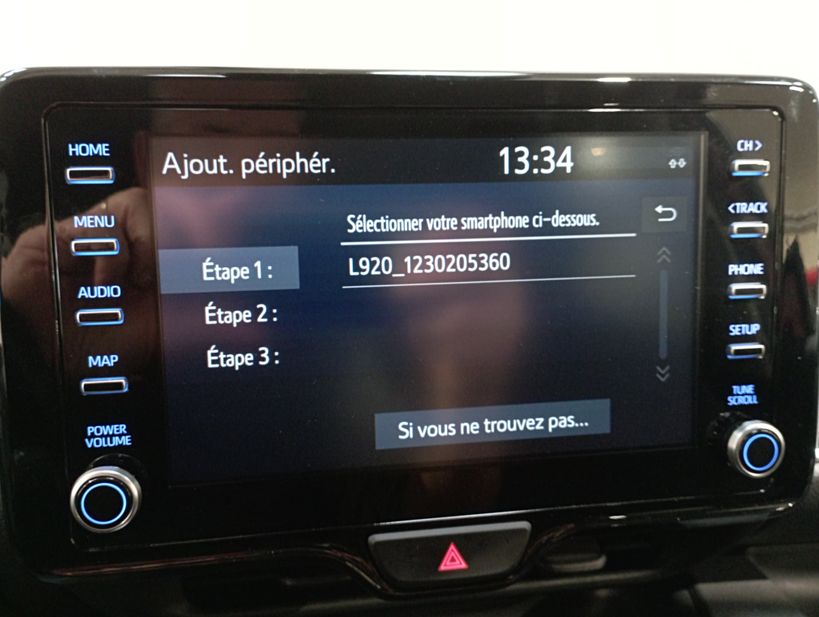 HOME
MENU
AUDIO
MAP
POWER
VOLUME
Ajout. périphér.
13:34
Sélectionner votre smartphone ci-dessous.
Étape 1 :
L920_1230205360
Étape 2 :
Étape 3 :
Si vous ne trouvez pas...
CH>
<TRACK
PHONE
SETUP
TUNE
SCROLL